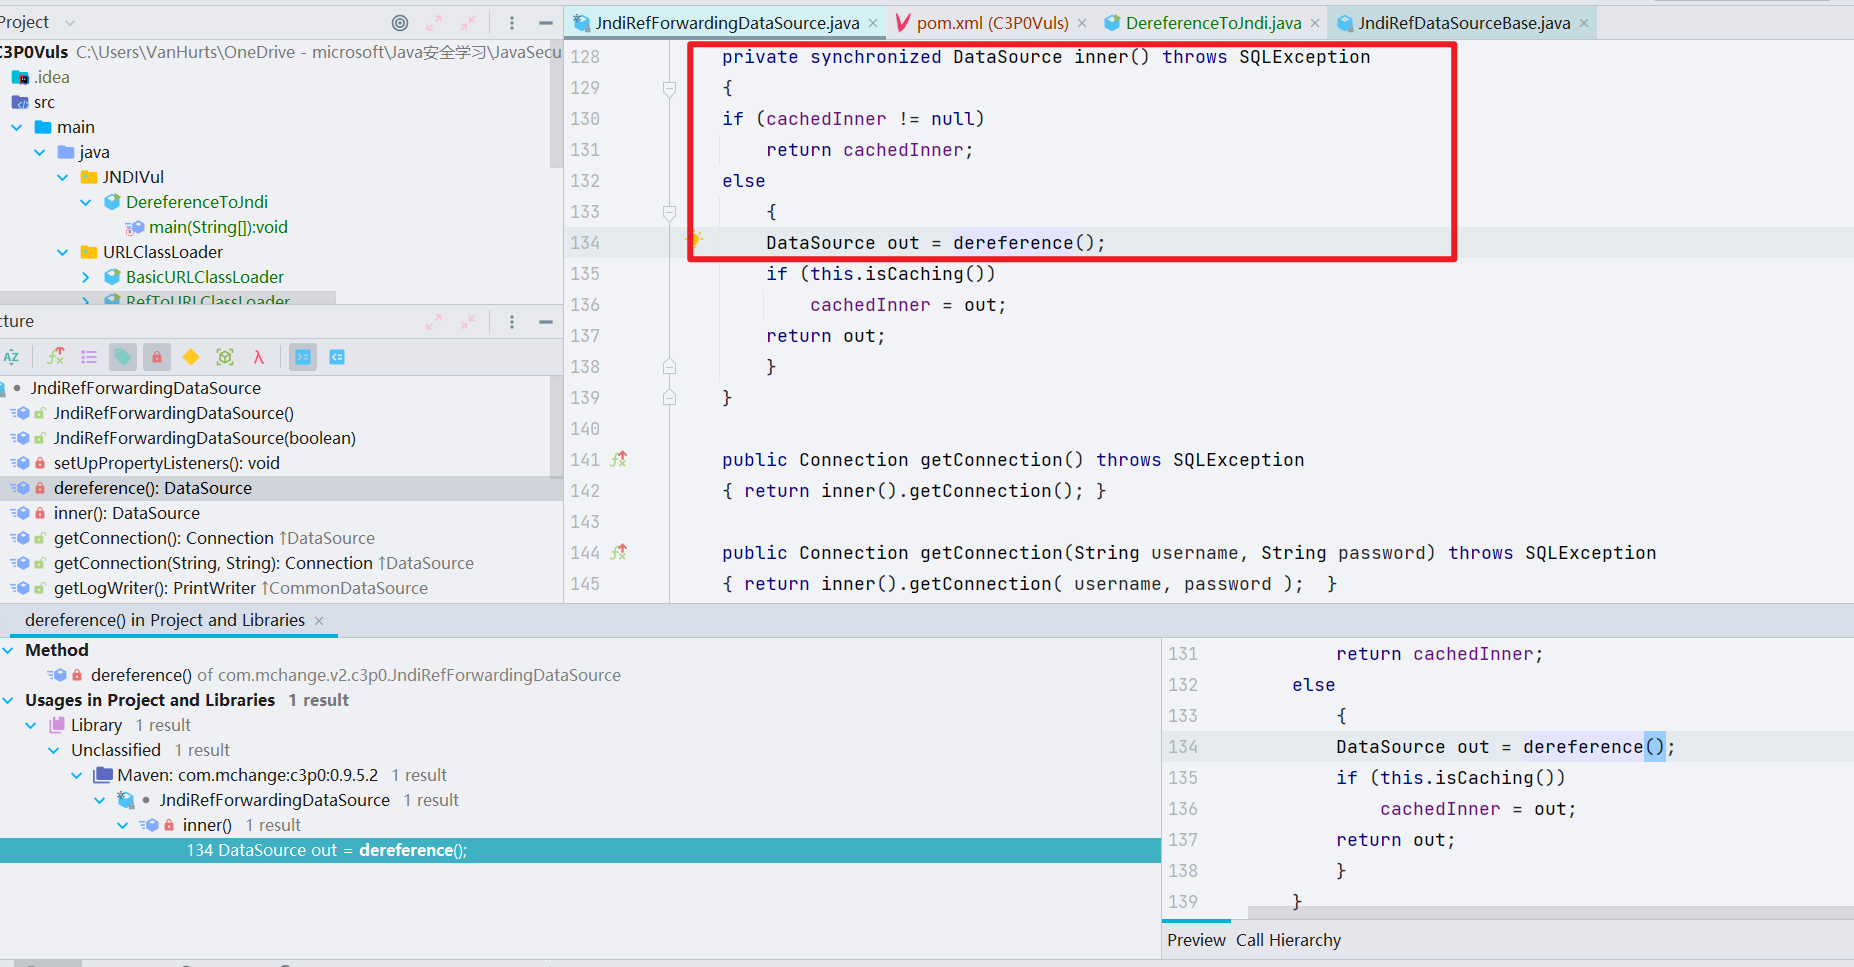 Project
C3P0Vuls C:\Users\VanHurts\OneDrive - microsoft\Java安全学习\JavaSecu
.idea
src
main
java
JNDIVul
DereferenceToJndi
main(String[]):void
URLClassLoader
BasicURLClassLoader
RefToURLClassLoader
cture
AZ
JndiRefForwardingDataSource
JndiRefForwardingDataSource()
JndiRefForwardingDataSource(boolean)
setUpPropertyListeners(): void
dereference(): DataSource
inner(): DataSource
getConnection(): Connection ↑DataSource
getConnection(String, String): Connection ↑DataSource
getLogWriter(): PrintWriter ↑CommonDataSource
JndiRefForwardingDataSource.java
pom.xml (C3P0Vuls)
DereferenceToJndi.java
JndiRefDataSourceBase.java
128 private synchronized DataSource inner() throws SQLException
129 {
130 if (cachedInner != null)
131 return cachedInner;
132 else
133 {
134 DataSource out = dereference();
135 if (this.isCaching())
136 cachedInner = out;
137 return out;
138 }
139 }
140
141 public Connection getConnection() throws SQLException
142 { return inner().getConnection(); }
143
144 public Connection getConnection(String username, String password) throws SQLException
145 { return inner().getConnection( username, password ); }
dereference() in Project and Libraries
Method
dereference() of com.mchange.v2.c3p0.JndiRefForwardingDataSource
Usages in Project and Libraries 1 result
Library 1 result
Unclassified 1 result
Maven: com.mchange:c3p0:0.9.5.2 1 result
JndiRefForwardingDataSource 1 result
inner() 1 result
134 DataSource out = dereference();
131 return cachedInner;
132 else
133 {
134 DataSource out = dereference();
135 if (this.isCaching())
136 cachedInner = out;
137 return out;
138 }
139 }
Preview Call Hierarchy